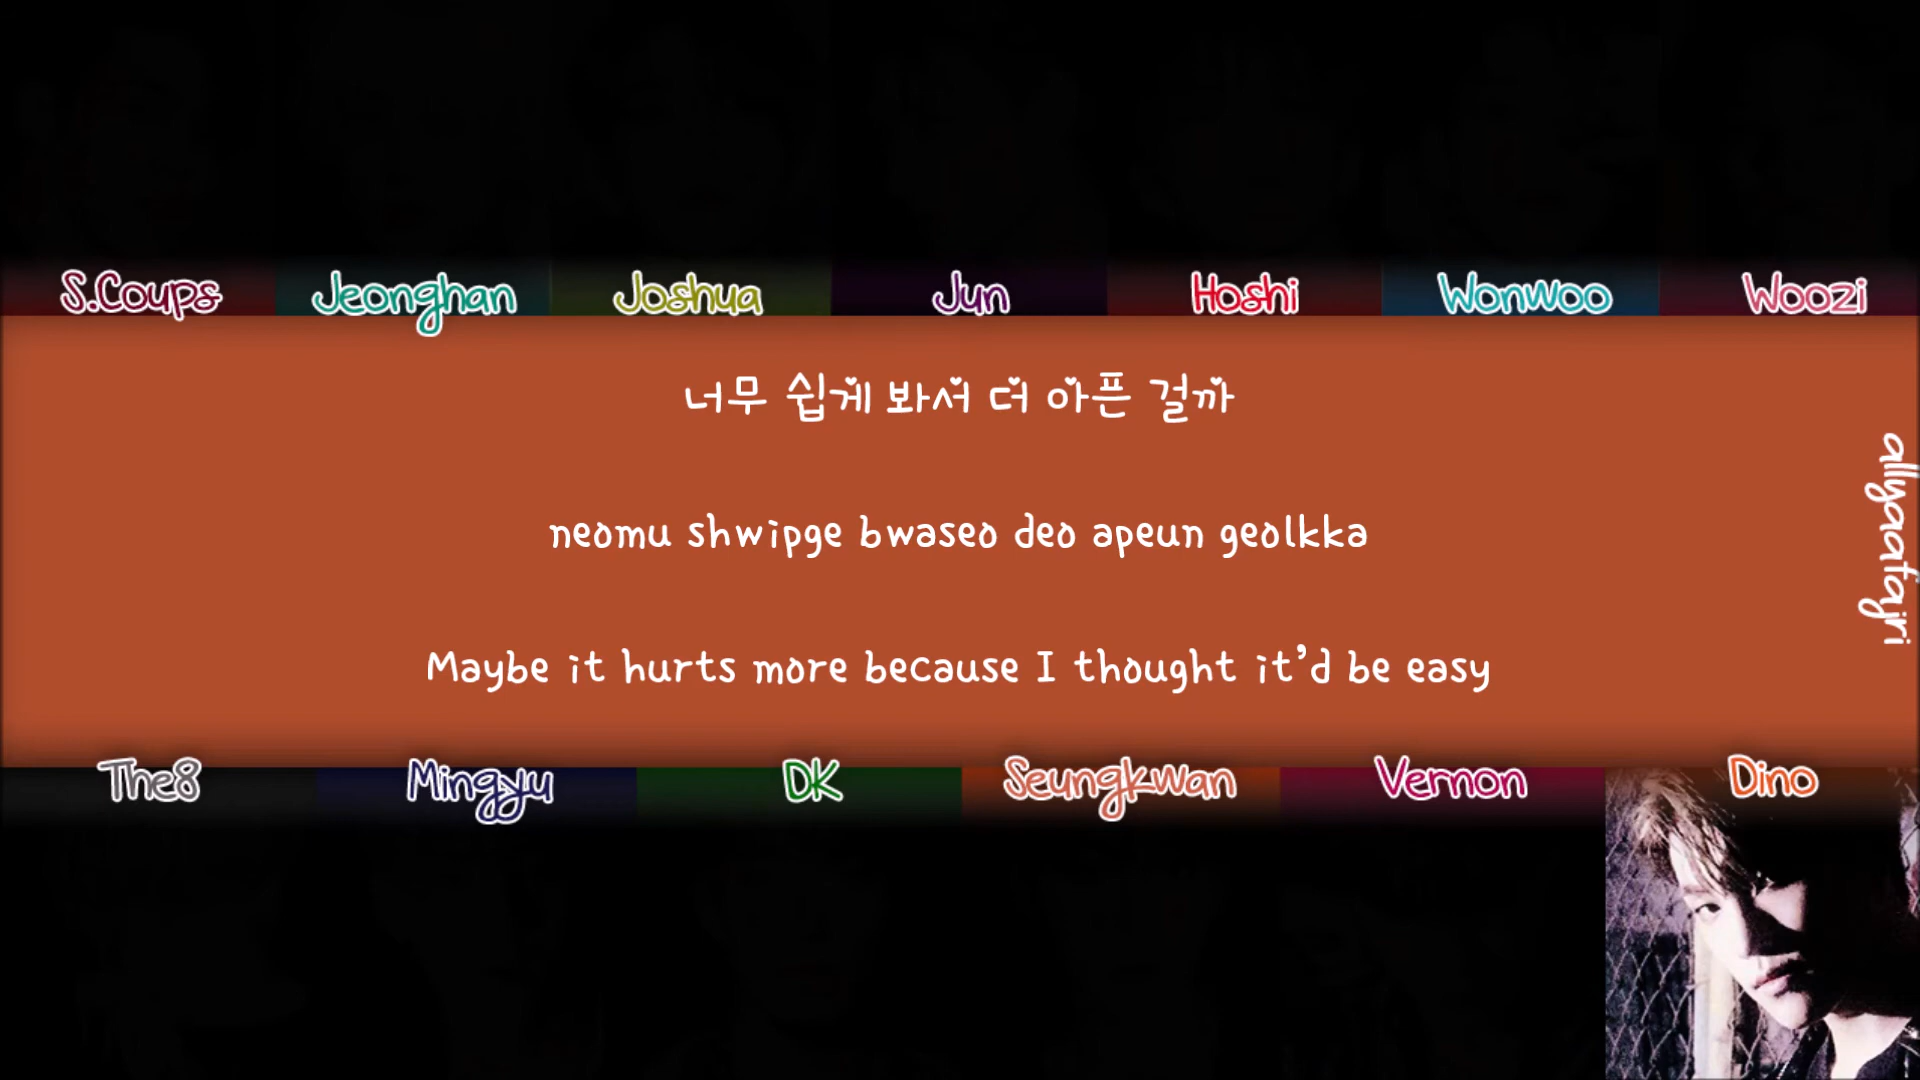 S.Coups Jeonghan Joshua Jun Hoshi Wonwoo Woozi
너무 쉽게 봐서 더 아픈 걸까
neomu shwipge bwaseo deo apeun geolkka
Maybe it hurts more because I thought it'd be easy
allyaafajri
The8 Mingyu DK Seungkwan Vernon Dino